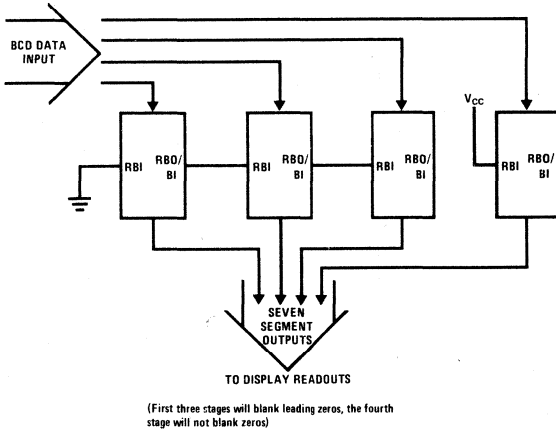 BCD DATA
INPUT
VCC
RBI
RBO/
BI
RBI
RBO/
BI
RBI
RBO/
BI
RBI
RBO/
BI
SEVEN
SEGMENT
OUTPUTS
TO DISPLAY READOUTS
(First three stages will blank leading zeros, the fourth
stage will not blank zeros)